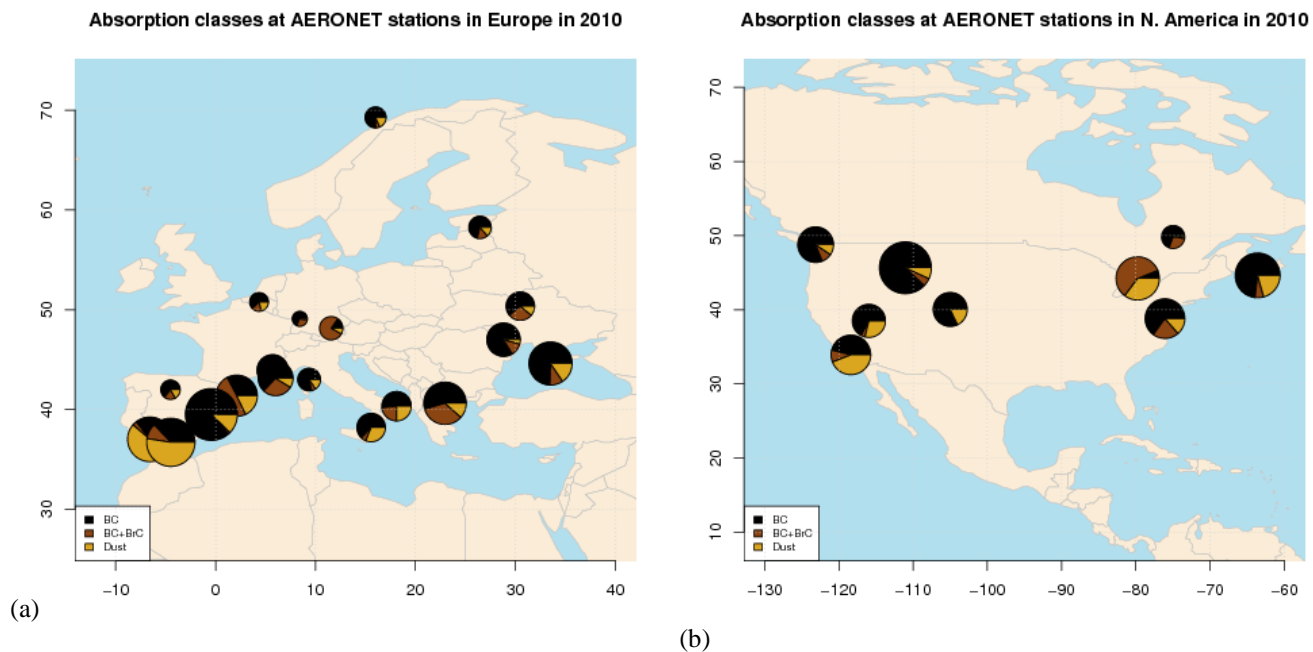 Absorption classes at AERONET stations in Europe in 2010
70
60
50
40
30
BC
BC+BrC
Dust
−10 0 10 20 30 40
(a)
Absorption classes at AERONET stations in N. America in 2010
70
60
50
40
30
20
10
BC
BC+BrC
Dust
−130 −120 −110 −100 −90 −80 −70 −60
(b)